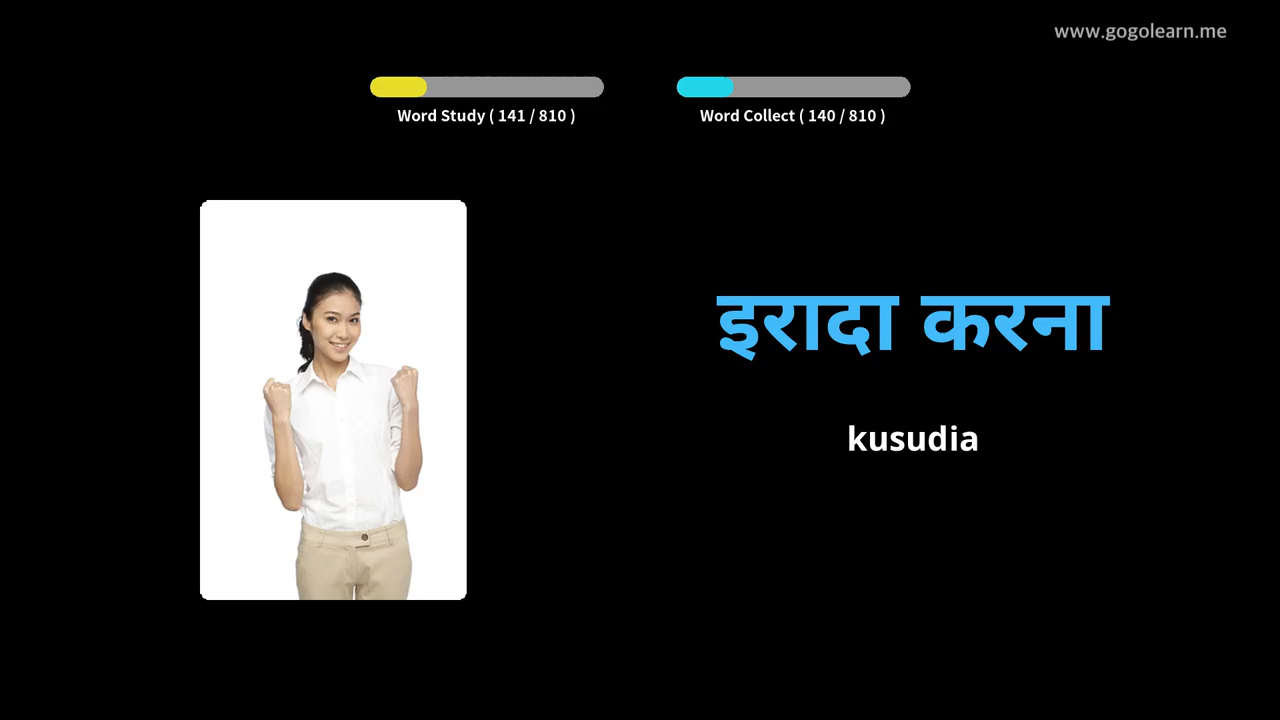 www.gogolearn.me
Word Study ( 141 / 810 )
Word Collect ( 140 / 810 )
इरादा करना
kusudia